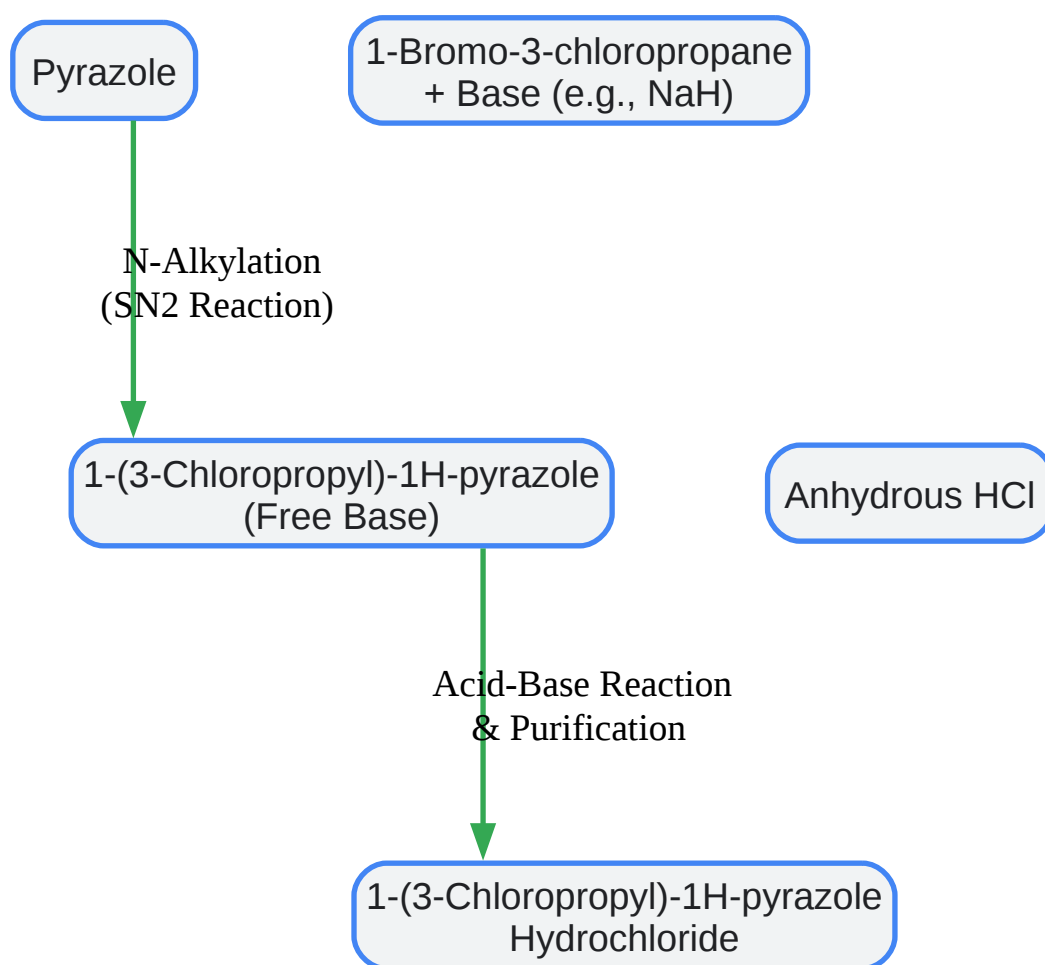 Pyrazole
1-Bromo-3-chloropropane
+ Base (e.g., NaH)
N-Alkylation
(SN2 Reaction)
1-(3-Chloropropyl)-1H-pyrazole
(Free Base)
Anhydrous HCl
Acid-Base Reaction
& Purification
1-(3-Chloropropyl)-1H-pyrazole
Hydrochloride